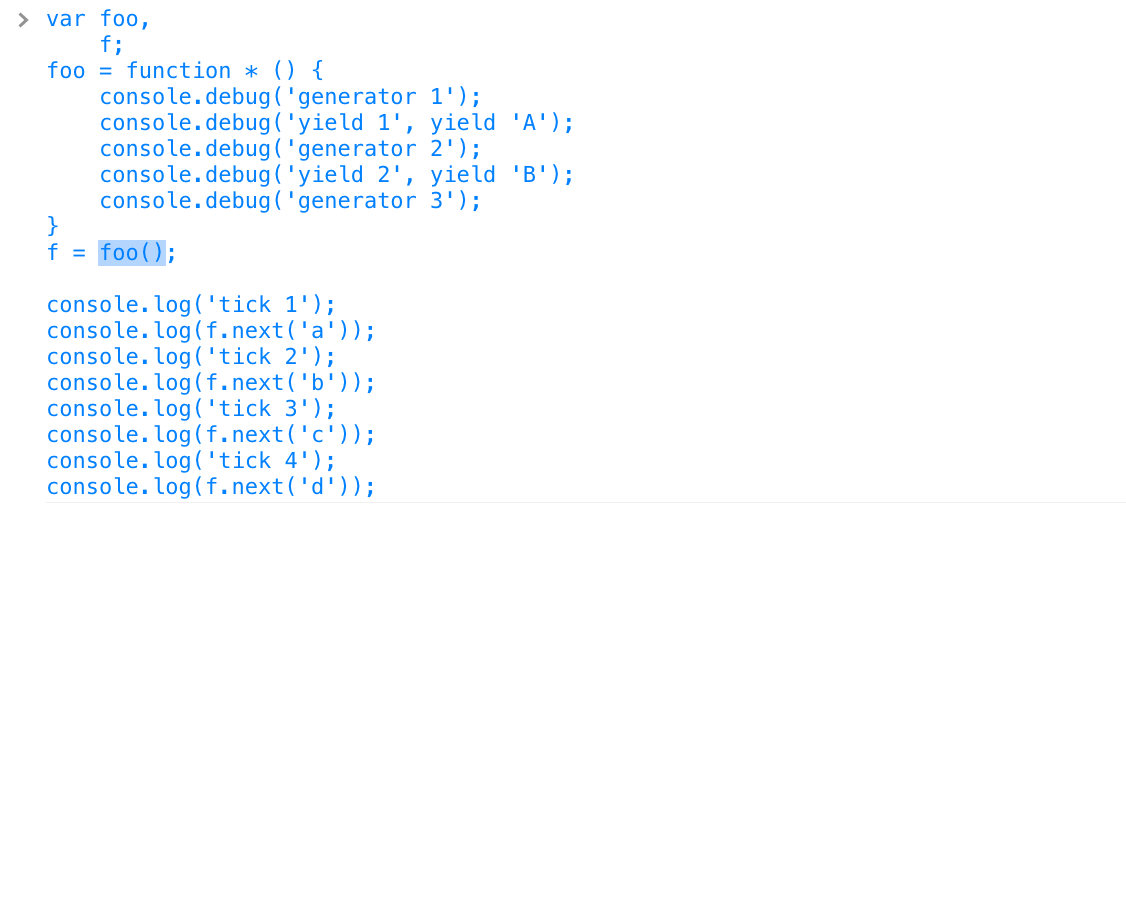 var foo,
    f;
foo = function * () {
    console.debug('generator 1');
    console.debug('yield 1', yield 'A');
    console.debug('generator 2');
    console.debug('yield 2', yield 'B');
    console.debug('generator 3');
}
f = foo();
console.log('tick 1');
console.log(f.next('a'));
console.log('tick 2');
console.log(f.next('b'));
console.log('tick 3');
console.log(f.next('c'));
console.log('tick 4');
console.log(f.next('d'));